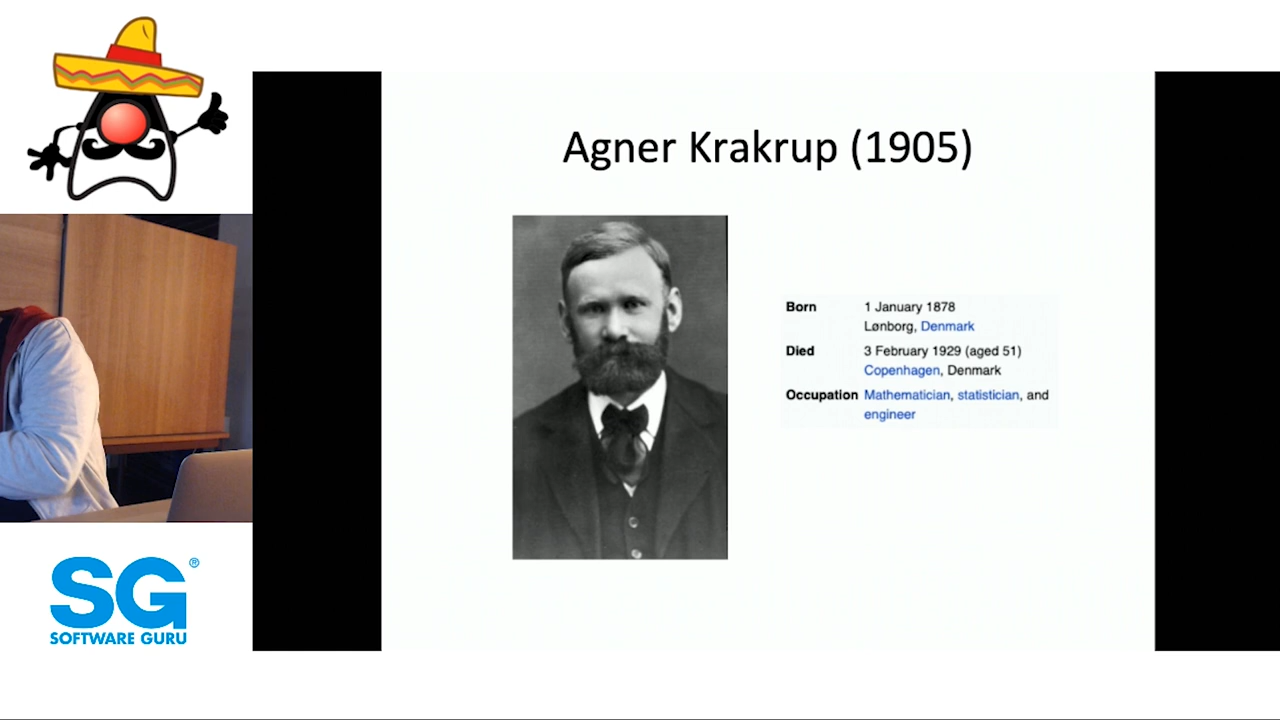 Agner Krakrup (1905)
Born 1 January 1878
Lønborg, Denmark
Died 3 February 1929 (aged 51)
Copenhagen, Denmark
Occupation Mathematician, statistician, and
engineer
SG®
SOFTWARE GURU